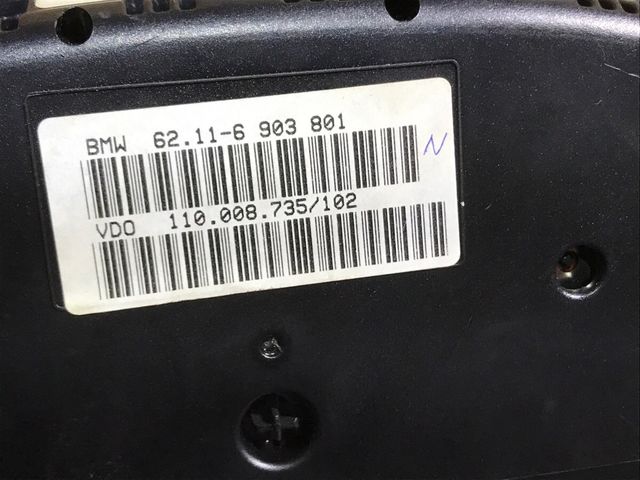 BMW 62.11-6 903 801
N
VDO 110.008.735/102